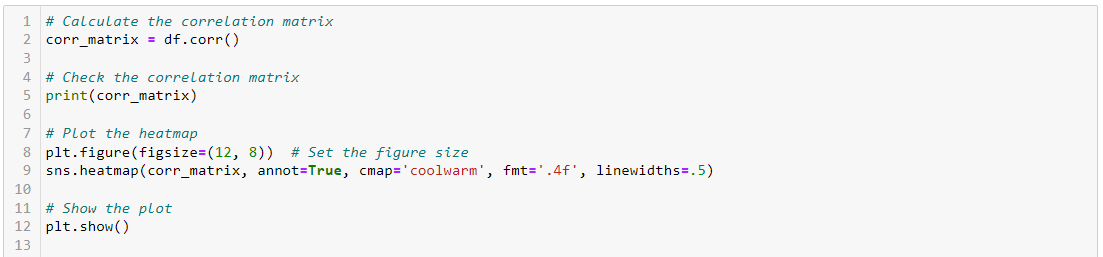 1 # Calculate the correlation matrix
2 corr_matrix = df.corr()
3
4 # Check the correlation matrix
5 print(corr_matrix)
6
7 # Plot the heatmap
8 plt.figure(figsize=(12, 8))  # Set the figure size
9 sns.heatmap(corr_matrix, annot=True, cmap='coolwarm', fmt='.4f', linewidths=.5)
10
11 # Show the plot
12 plt.show()
13